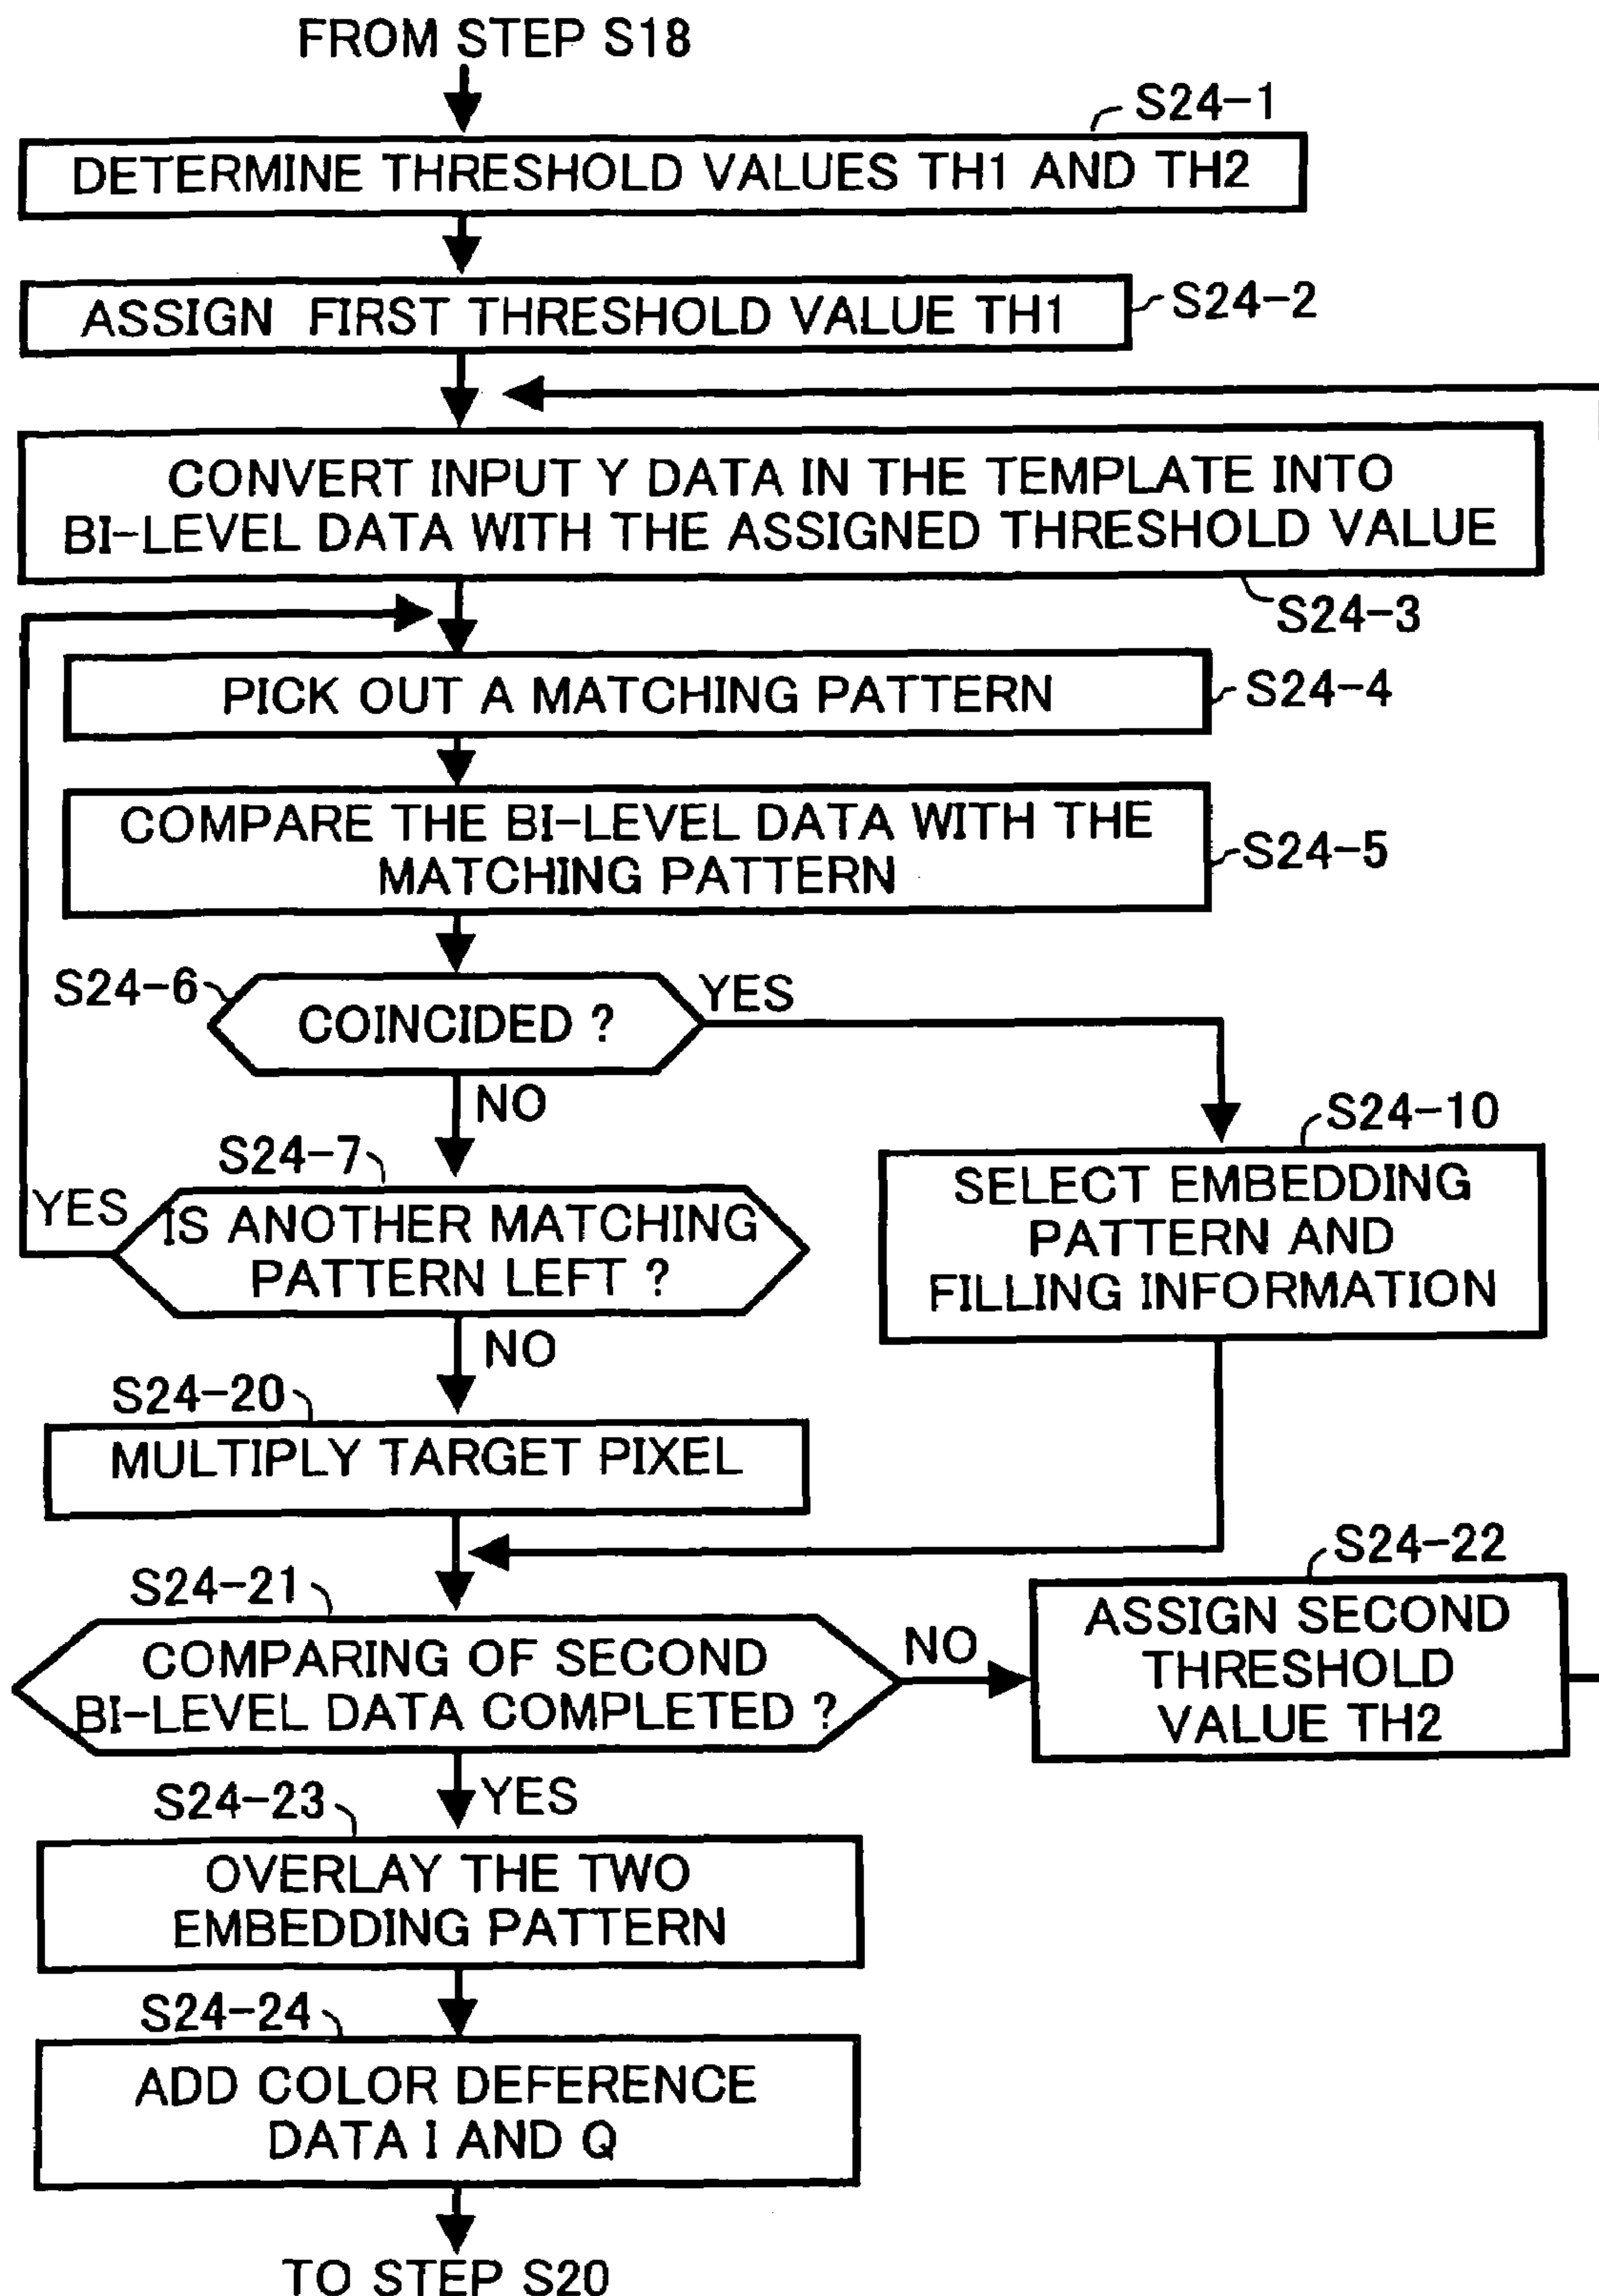 FROM STEP S18
S24-1
DETERMINE THRESHOLD VALUES TH1 AND TH2
ASSIGN FIRST THRESHOLD VALUE TH1
S24-2
CONVERT INPUT Y DATA IN THE TEMPLATE INTO
BI-LEVEL DATA WITH THE ASSIGNED THRESHOLD VALUE
S24-3
PICK OUT A MATCHING PATTERN
S24-4
COMPARE THE BI-LEVEL DATA WITH THE
MATCHING PATTERN
S24-5
S24-6
COINCIDED ?
YES
NO
S24-7
IS ANOTHER MATCHING
PATTERN LEFT ?
YES
NO
S24-10
SELECT EMBEDDING
PATTERN AND
FILLING INFORMATION
S24-20
MULTIPLY TARGET PIXEL
S24-21
COMPARING OF SECOND
BI-LEVEL DATA COMPLETED ?
NO
S24-22
ASSIGN SECOND
THRESHOLD
VALUE TH2
YES
S24-23
OVERLAY THE TWO
EMBEDDING PATTERN
S24-24
ADD COLOR DEFERENCE
DATA I AND Q
TO STEP S20